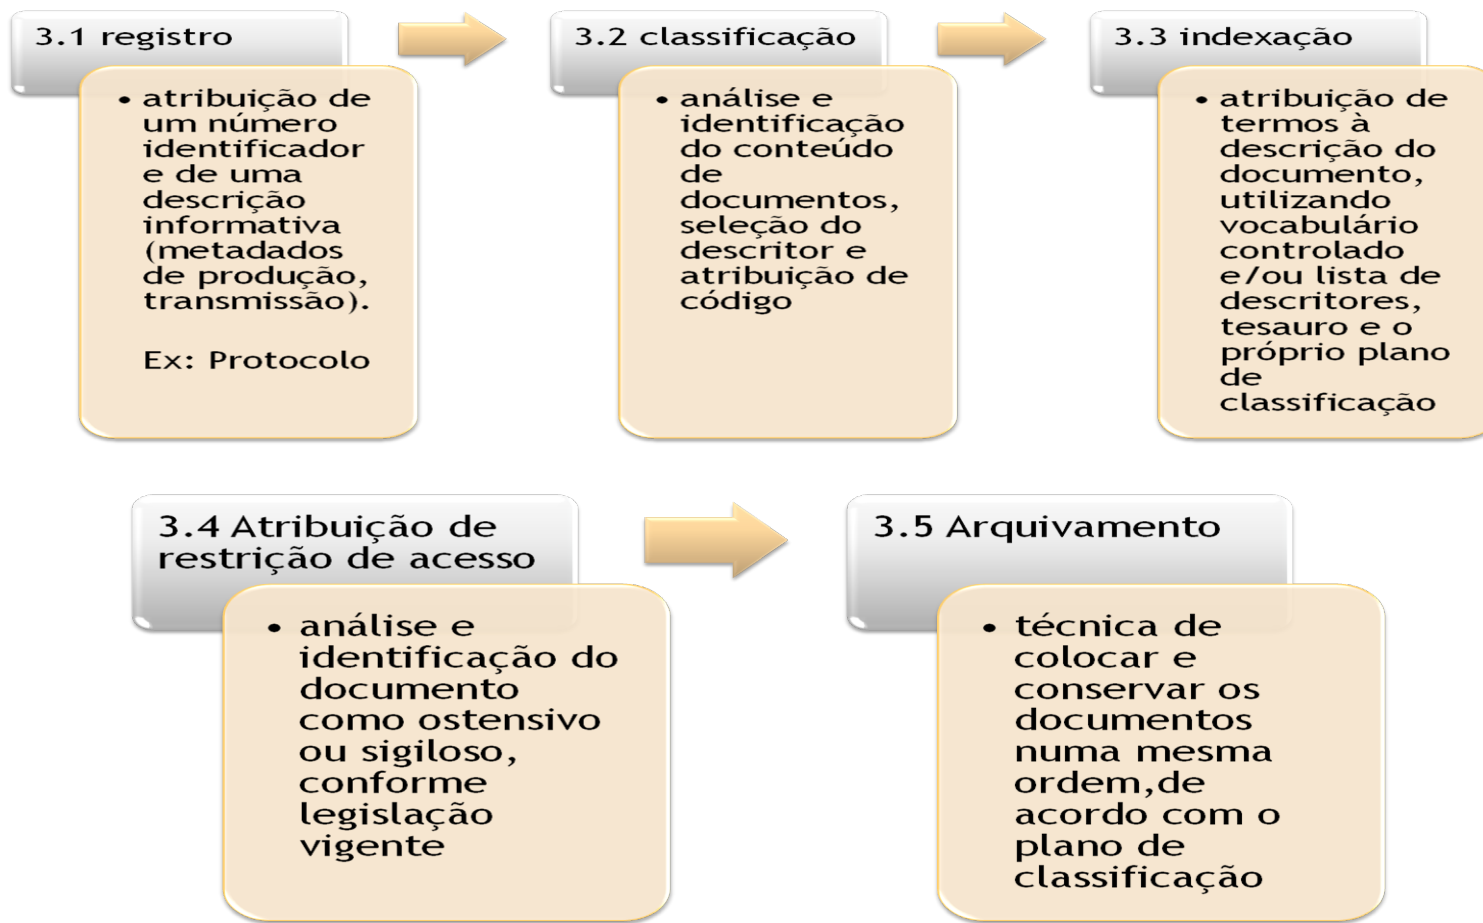 3.1 registro
• atribuição de
um número
identificador
e de uma
descrição
informativa
(metadados
de produção,
transmissão).
Ex: Protocolo
3.2 classificação
• análise e
identificação
do conteúdo
de
documentos,
seleção do
descritor e
atribuição de
código
3.3 indexação
• atribuição de
termos à
descrição do
documento,
utilizando
vocabulário
controlado
e/ou lista de
descritores,
tesauro e o
próprio plano
de
classificação
3.4 Atribuição de
restrição de acesso
• análise e
identificação do
documento
como ostensivo
ou sigiloso,
conforme
legislação
vigente
3.5 Arquivamento
• técnica de
colocar e
conservar os
documentos
numa mesma
ordem,de
acordo com o
plano de
classificação